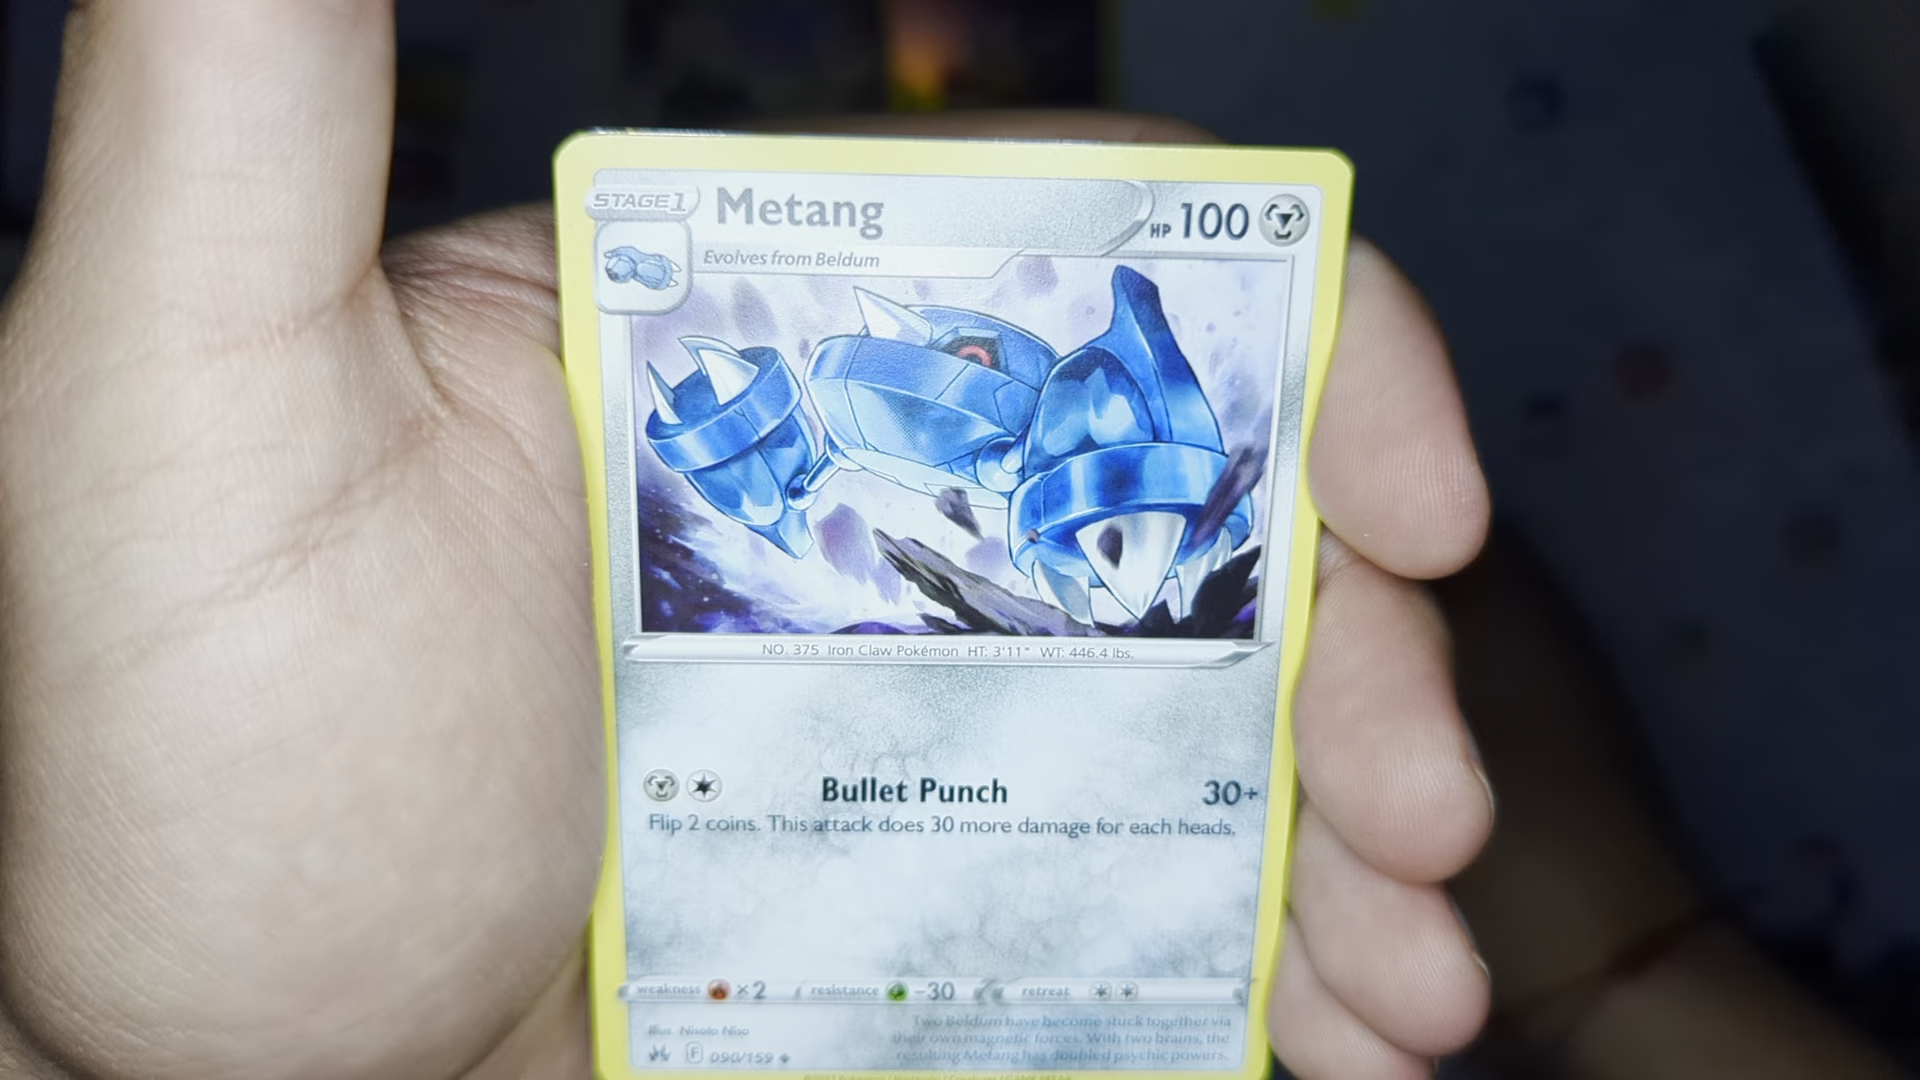 STAGE1
Metang
HP 100
Evolves from Beldum
NO. 375 Iron Claw Pokémon HT: 3'11" WT: 446.4 lbs.
Bullet Punch 30+
Flip 2 coins. This attack does 30 more damage for each heads.
weakness ×2 resistance -30 retreat
Illus. Nisota Niso
Two Beldum have become stuck together via
their own magnetic forces. With two brains, the
resulting Metang has doubled psychic powers.
F 090/159